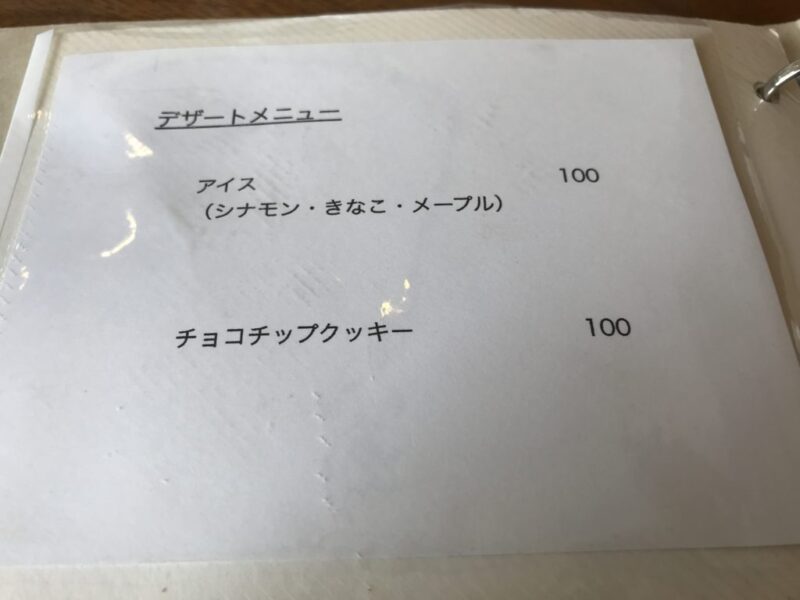 デザートメニュー
アイス 100
（シナモン・きなこ・メープル）
チョコチップクッキー 100